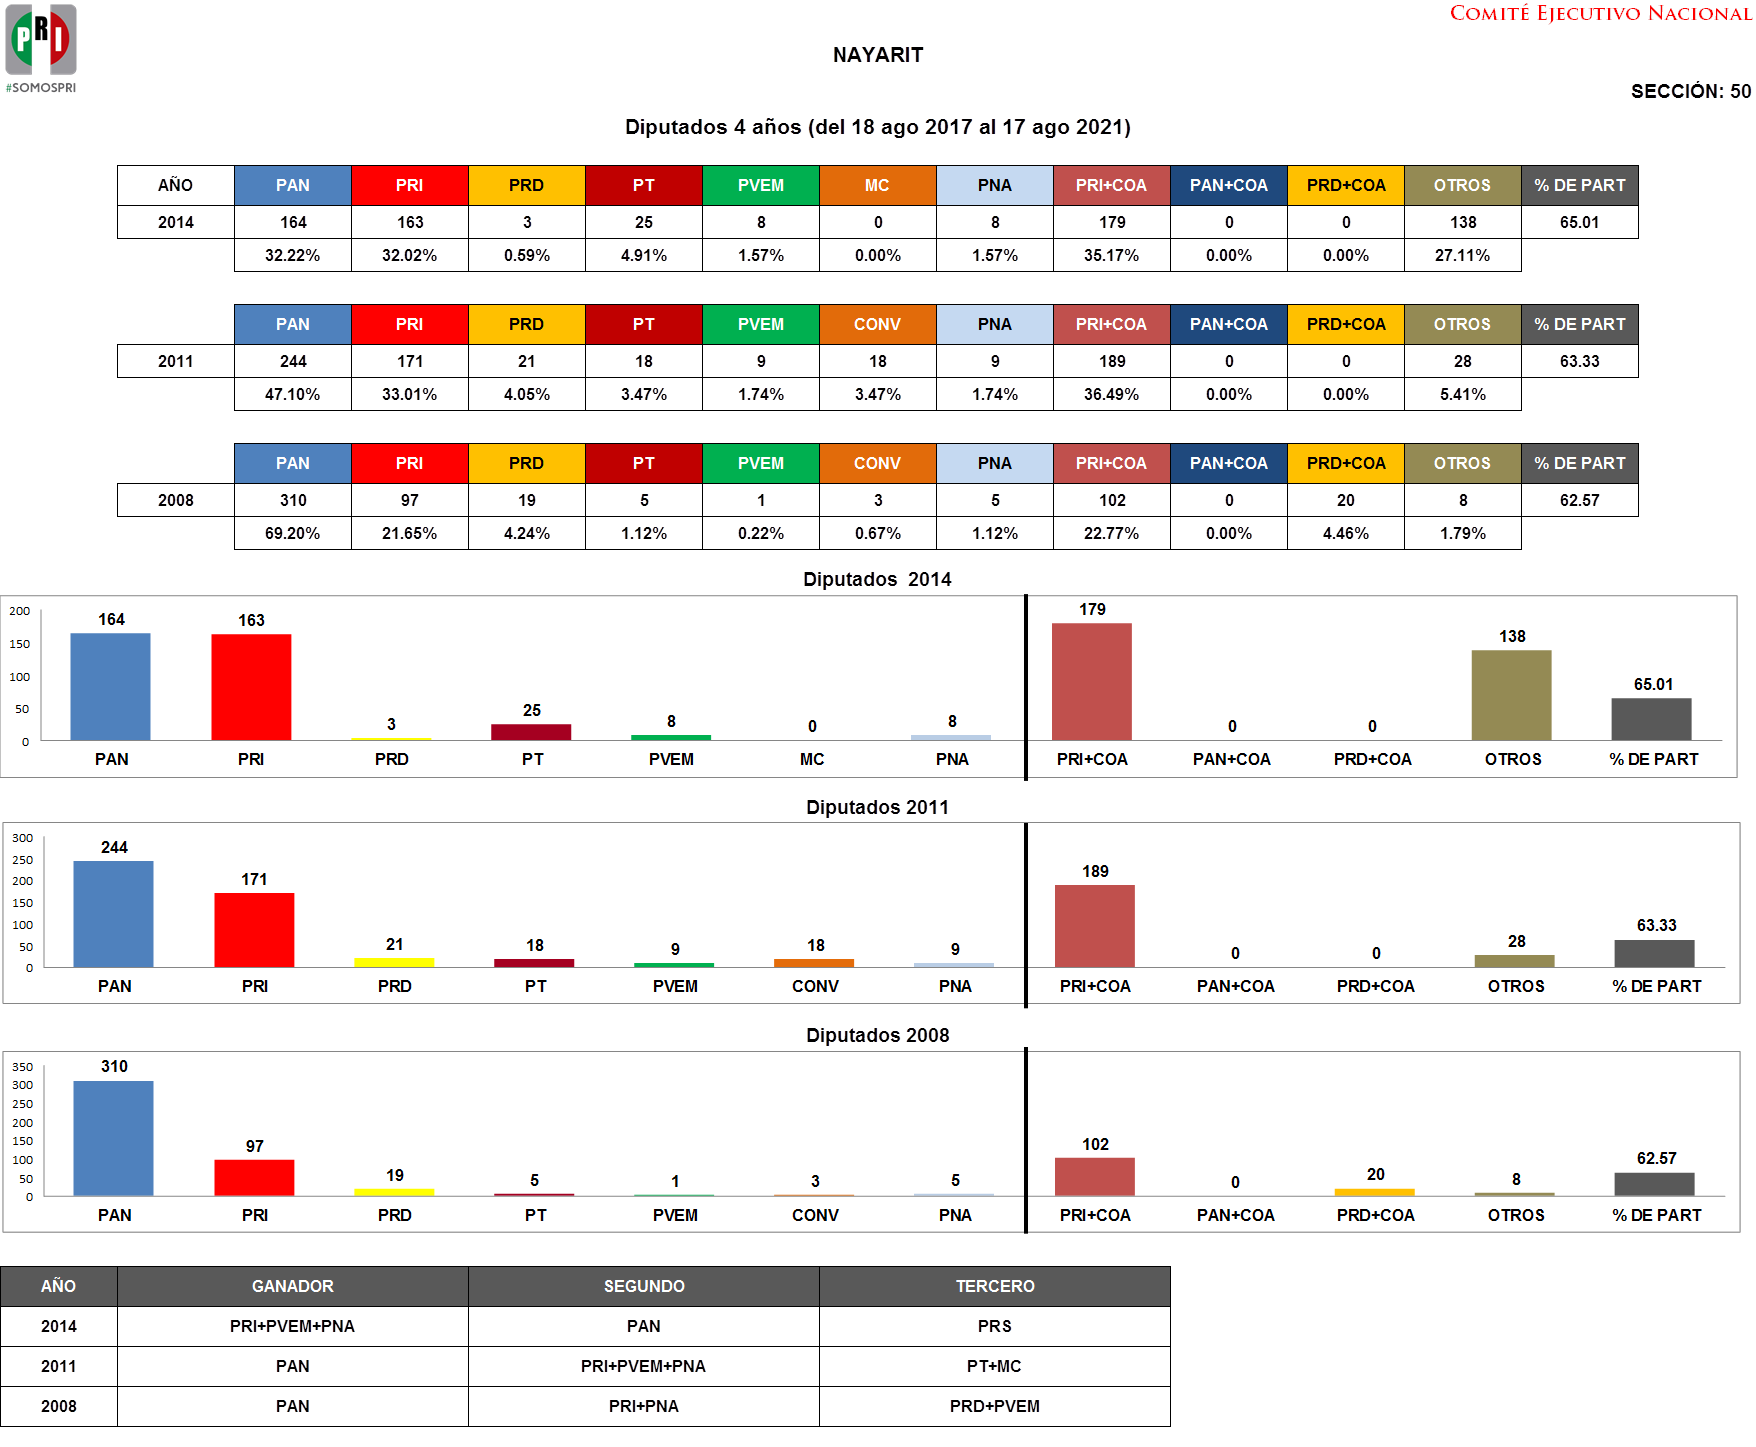 COMITÉ EJECUTIVO NACIONAL
PRI
#SOMOSPRI
NAYARIT
SECCIÓN: 50
Diputados 4 años (del 18 ago 2017 al 17 ago 2021)
AÑO PAN PRI PRD PT PVEM MC PNA PRI+COA PAN+COA PRD+COA OTROS % DE PART
2014 164 163 3 25 8 0 8 179 0 0 138 65.01
32.22% 32.02% 0.59% 4.91% 1.57% 0.00% 1.57% 35.17% 0.00% 0.00% 27.11%
PAN PRI PRD PT PVEM CONV PNA PRI+COA PAN+COA PRD+COA OTROS % DE PART
2011 244 171 21 18 9 18 9 189 0 0 28 63.33
47.10% 33.01% 4.05% 3.47% 1.74% 3.47% 1.74% 36.49% 0.00% 0.00% 5.41%
PAN PRI PRD PT PVEM CONV PNA PRI+COA PAN+COA PRD+COA OTROS % DE PART
2008 310 97 19 5 1 3 5 102 0 20 8 62.57
69.20% 21.65% 4.24% 1.12% 0.22% 0.67% 1.12% 22.77% 0.00% 4.46% 1.79%
Diputados 2014
200
150
100
50
0
164 163 3 25 8 0 8 179 0 0 138 65.01
PAN PRI PRD PT PVEM MC PNA PRI+COA PAN+COA PRD+COA OTROS % DE PART
Diputados 2011
300
250
200
150
100
50
0
244 171 21 18 9 18 9 189 0 0 28 63.33
PAN PRI PRD PT PVEM CONV PNA PRI+COA PAN+COA PRD+COA OTROS % DE PART
Diputados 2008
350
300
250
200
150
100
50
0
310 97 19 5 1 3 5 102 0 20 8 62.57
PAN PRI PRD PT PVEM CONV PNA PRI+COA PAN+COA PRD+COA OTROS % DE PART
AÑO GANADOR SEGUNDO TERCERO
2014 PRI+PVEM+PNA PAN PRS
2011 PAN PRI+PVEM+PNA PT+MC
2008 PAN PRI+PNA PRD+PVEM